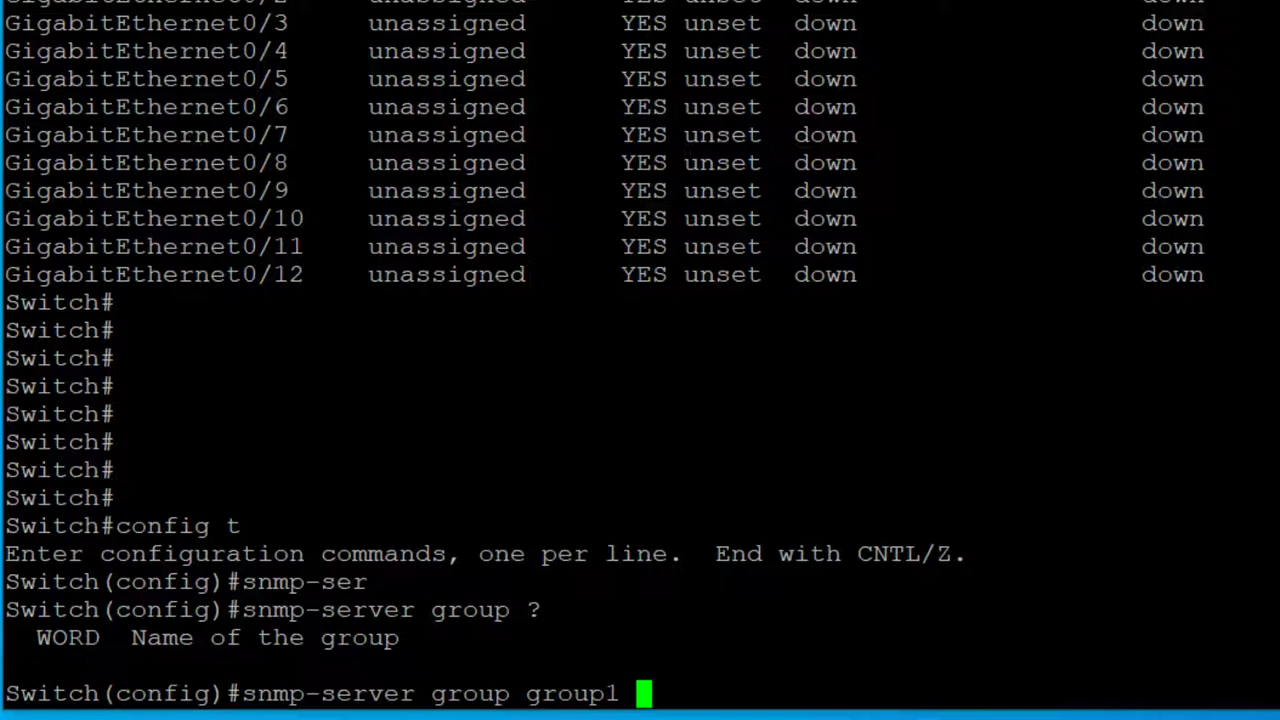 GigabitEthernet0/3 unassigned YES unset down down
GigabitEthernet0/4 unassigned YES unset down down
GigabitEthernet0/5 unassigned YES unset down down
GigabitEthernet0/6 unassigned YES unset down down
GigabitEthernet0/7 unassigned YES unset down down
GigabitEthernet0/8 unassigned YES unset down down
GigabitEthernet0/9 unassigned YES unset down down
GigabitEthernet0/10 unassigned YES unset down down
GigabitEthernet0/11 unassigned YES unset down down
GigabitEthernet0/12 unassigned YES unset down down
Switch#
Switch#
Switch#
Switch#
Switch#
Switch#
Switch#
Switch#
Switch#config t
Enter configuration commands, one per line. End with CNTL/Z.
Switch(config)#snmp-ser
Switch(config)#snmp-server group ?
WORD Name of the group
Switch(config)#snmp-server group group1